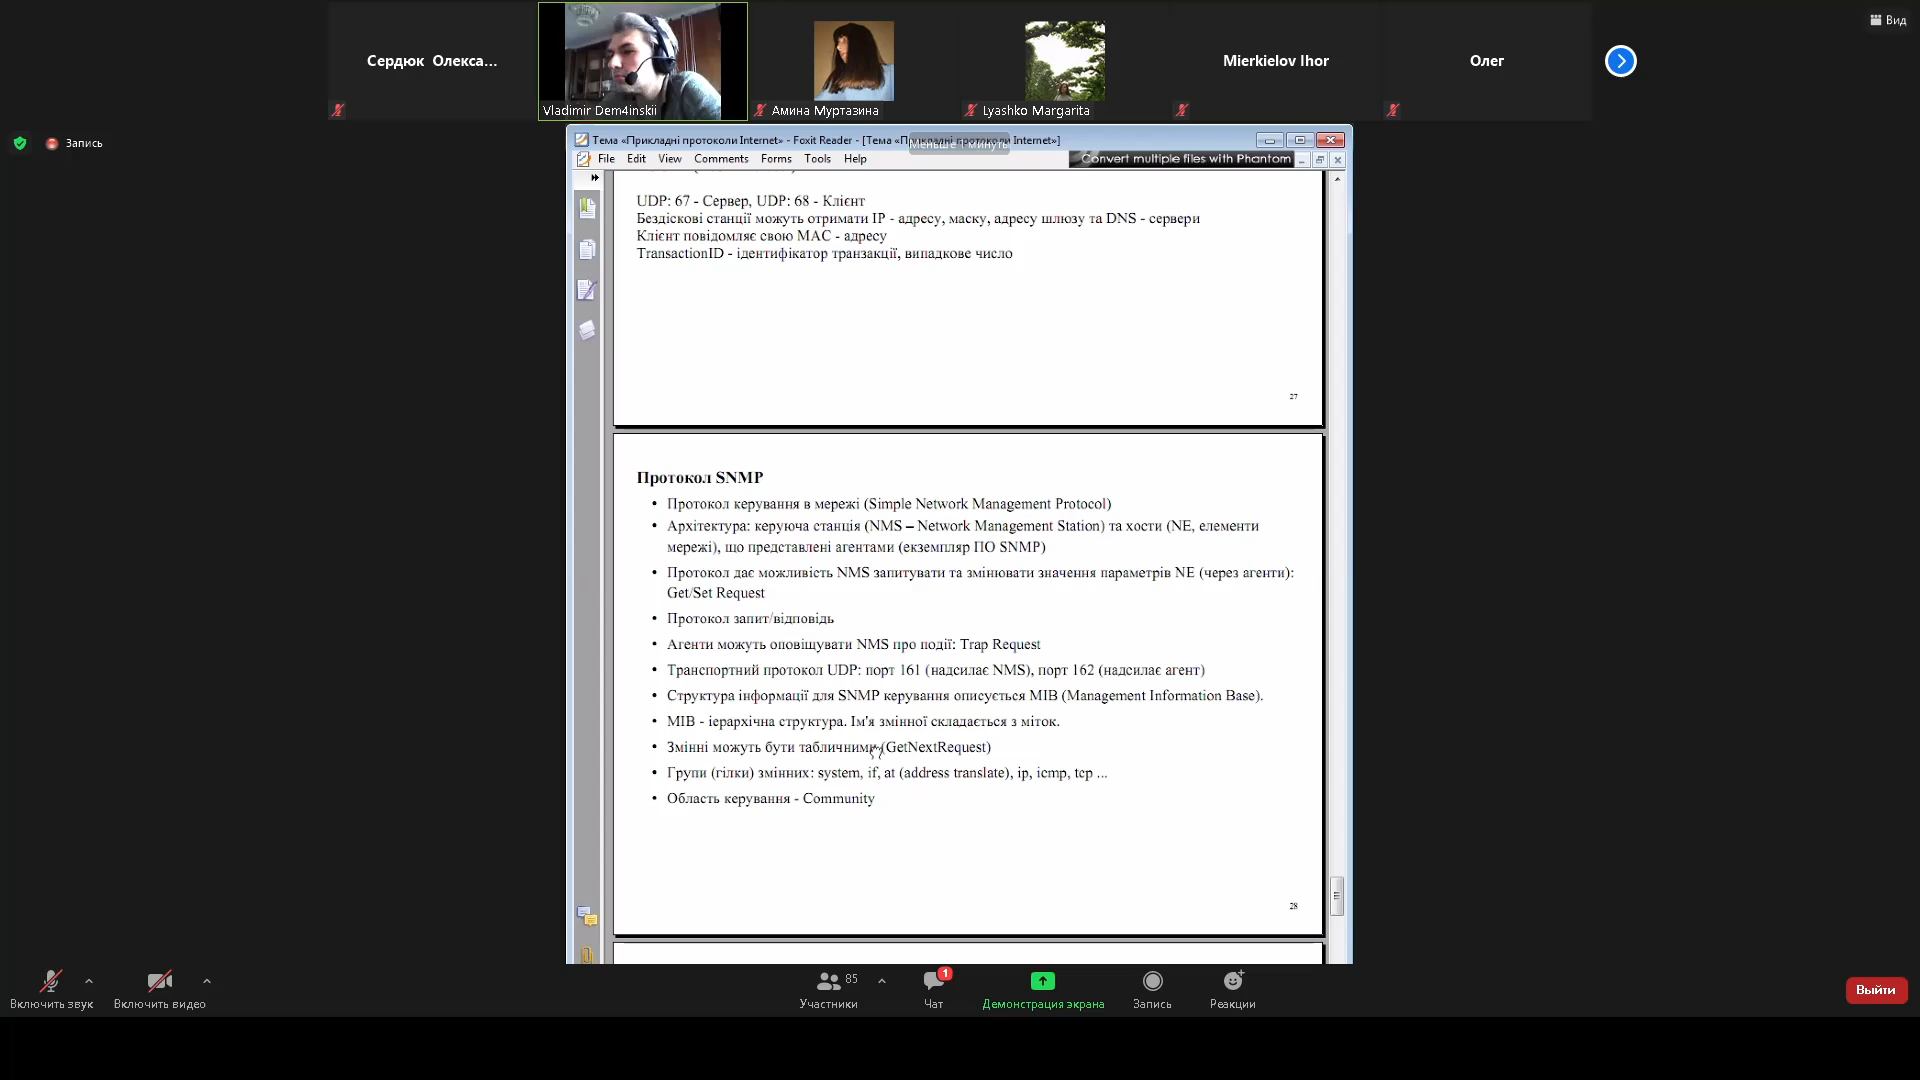 Вид
Сердюк Олекса...
Mierkielov Ihor
Олег
Vladimir Dem4inskii
Амина Муртазина
Lyashko Margarita
Запись
Тема «Прикладні протоколи Internet» - Foxit Reader - [Тема «Прикладні протоколи Internet»]
Меньше 1 минуты
File Edit View Comments Forms Tools Help
Convert multiple files with Phantom
UDP: 67 - Сервер, UDP: 68 - Клієнт
Бездіскові станції можуть отримати IP - адресу, маску, адресу шлюзу та DNS - сервери
Клієнт повідомляє свою MAC - адресу
TransactionID - ідентифікатор транзакції, випадкове число
27
Протокол SNMP
• Протокол керування в мережі (Simple Network Management Protocol)
• Архітектура: керуюча станція (NMS – Network Management Station) та хости (NE, елементи
мережі), що представлені агентами (екземпляр ПО SNMP)
• Протокол дає можливість NMS запитувати та змінювати значення параметрів NE (через агенти):
Get/Set Request
• Протокол запит/відповідь
• Агенти можуть оповіщувати NMS про події: Trap Request
• Транспортний протокол UDP: порт 161 (надсилає NMS), порт 162 (надсилає агент)
• Структура інформації для SNMP керування описується MIB (Management Information Base).
• MIB - ієрархічна структура. Ім'я змінної складається з міток.
• Змінні можуть бути табличними (GetNextRequest)
• Групи (гілки) змінних: system, if, at (address translate), ip, icmp, tcp ...
• Область керування - Community
28
85
1
Включить звук
Включить видео
Участники
Чат
Демонстрация экрана
Запись
Реакции
Выйти